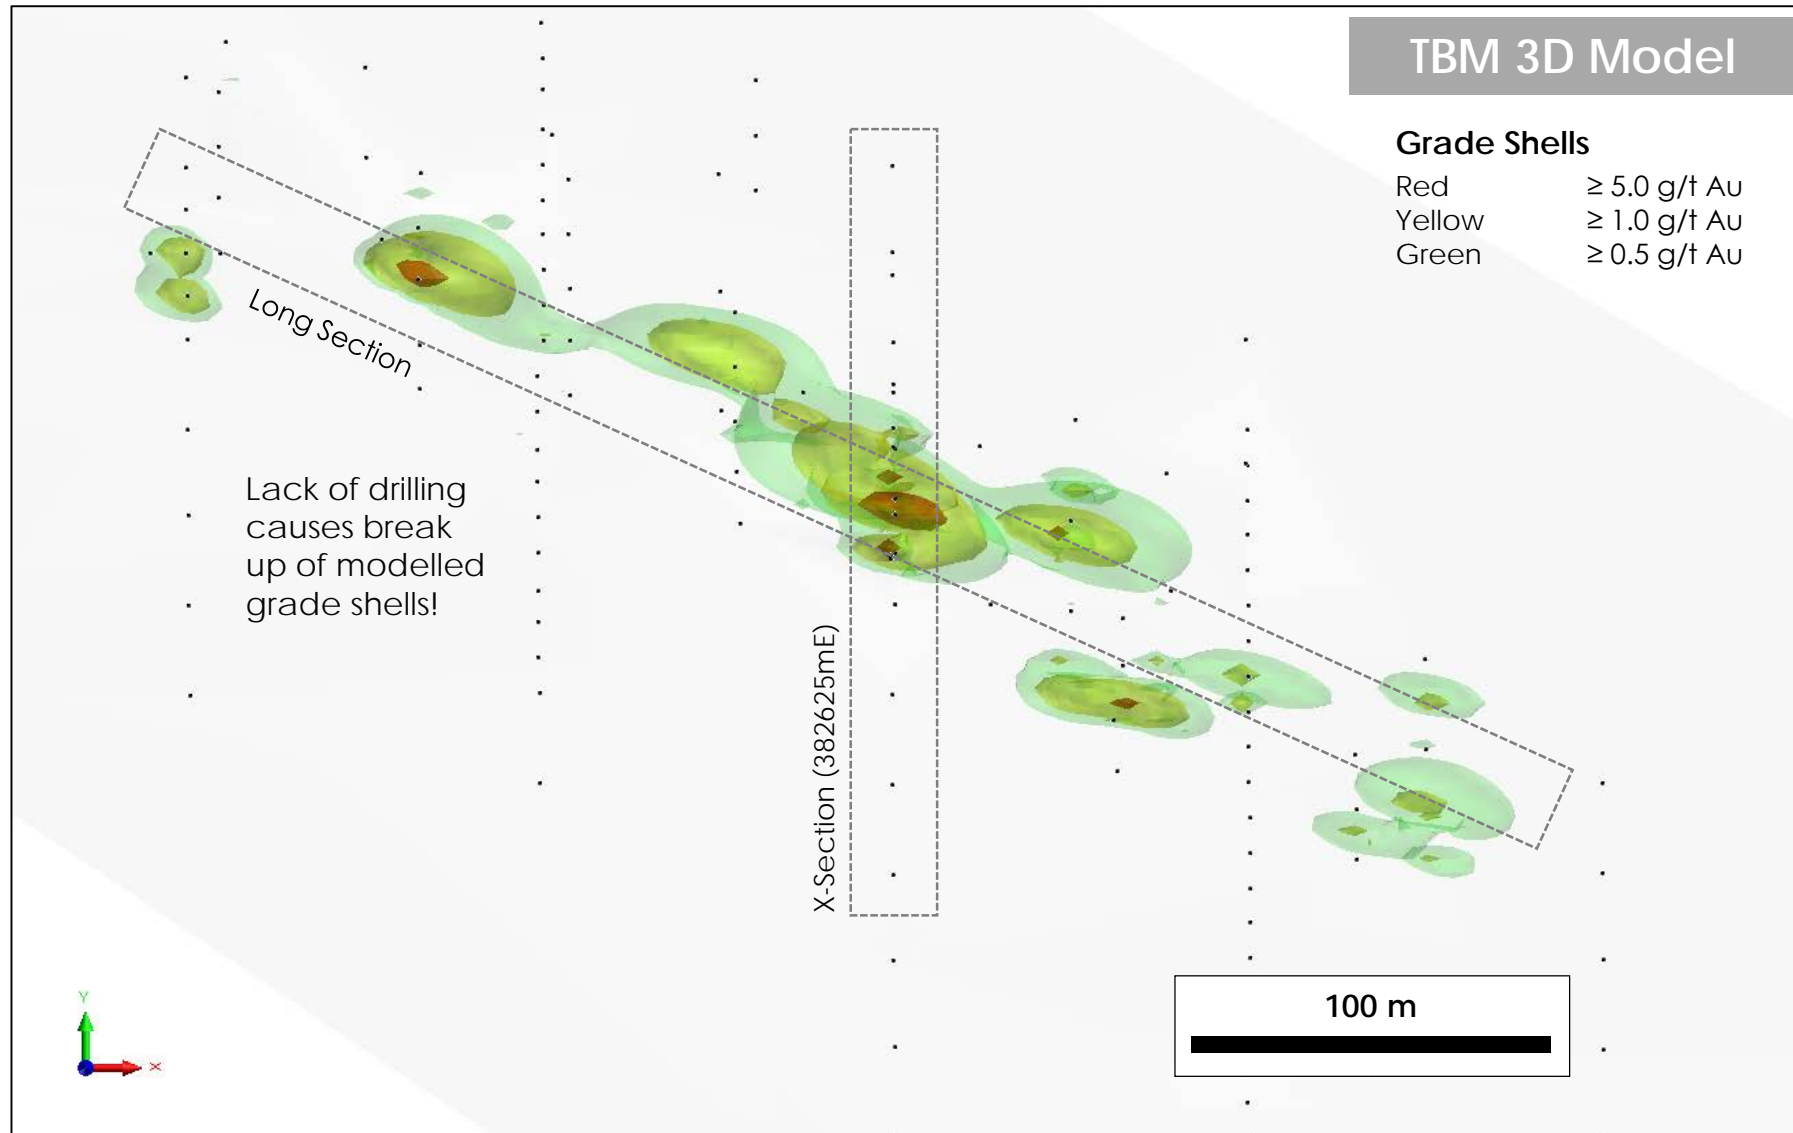 TBM 3D Model
Grade Shells
Red ≥ 5.0 g/t Au
Yellow ≥ 1.0 g/t Au
Green ≥ 0.5 g/t Au
Long Section
Lack of drilling
causes break
up of modelled
grade shells!
X-Section (382625mE)
Y
X
100 m